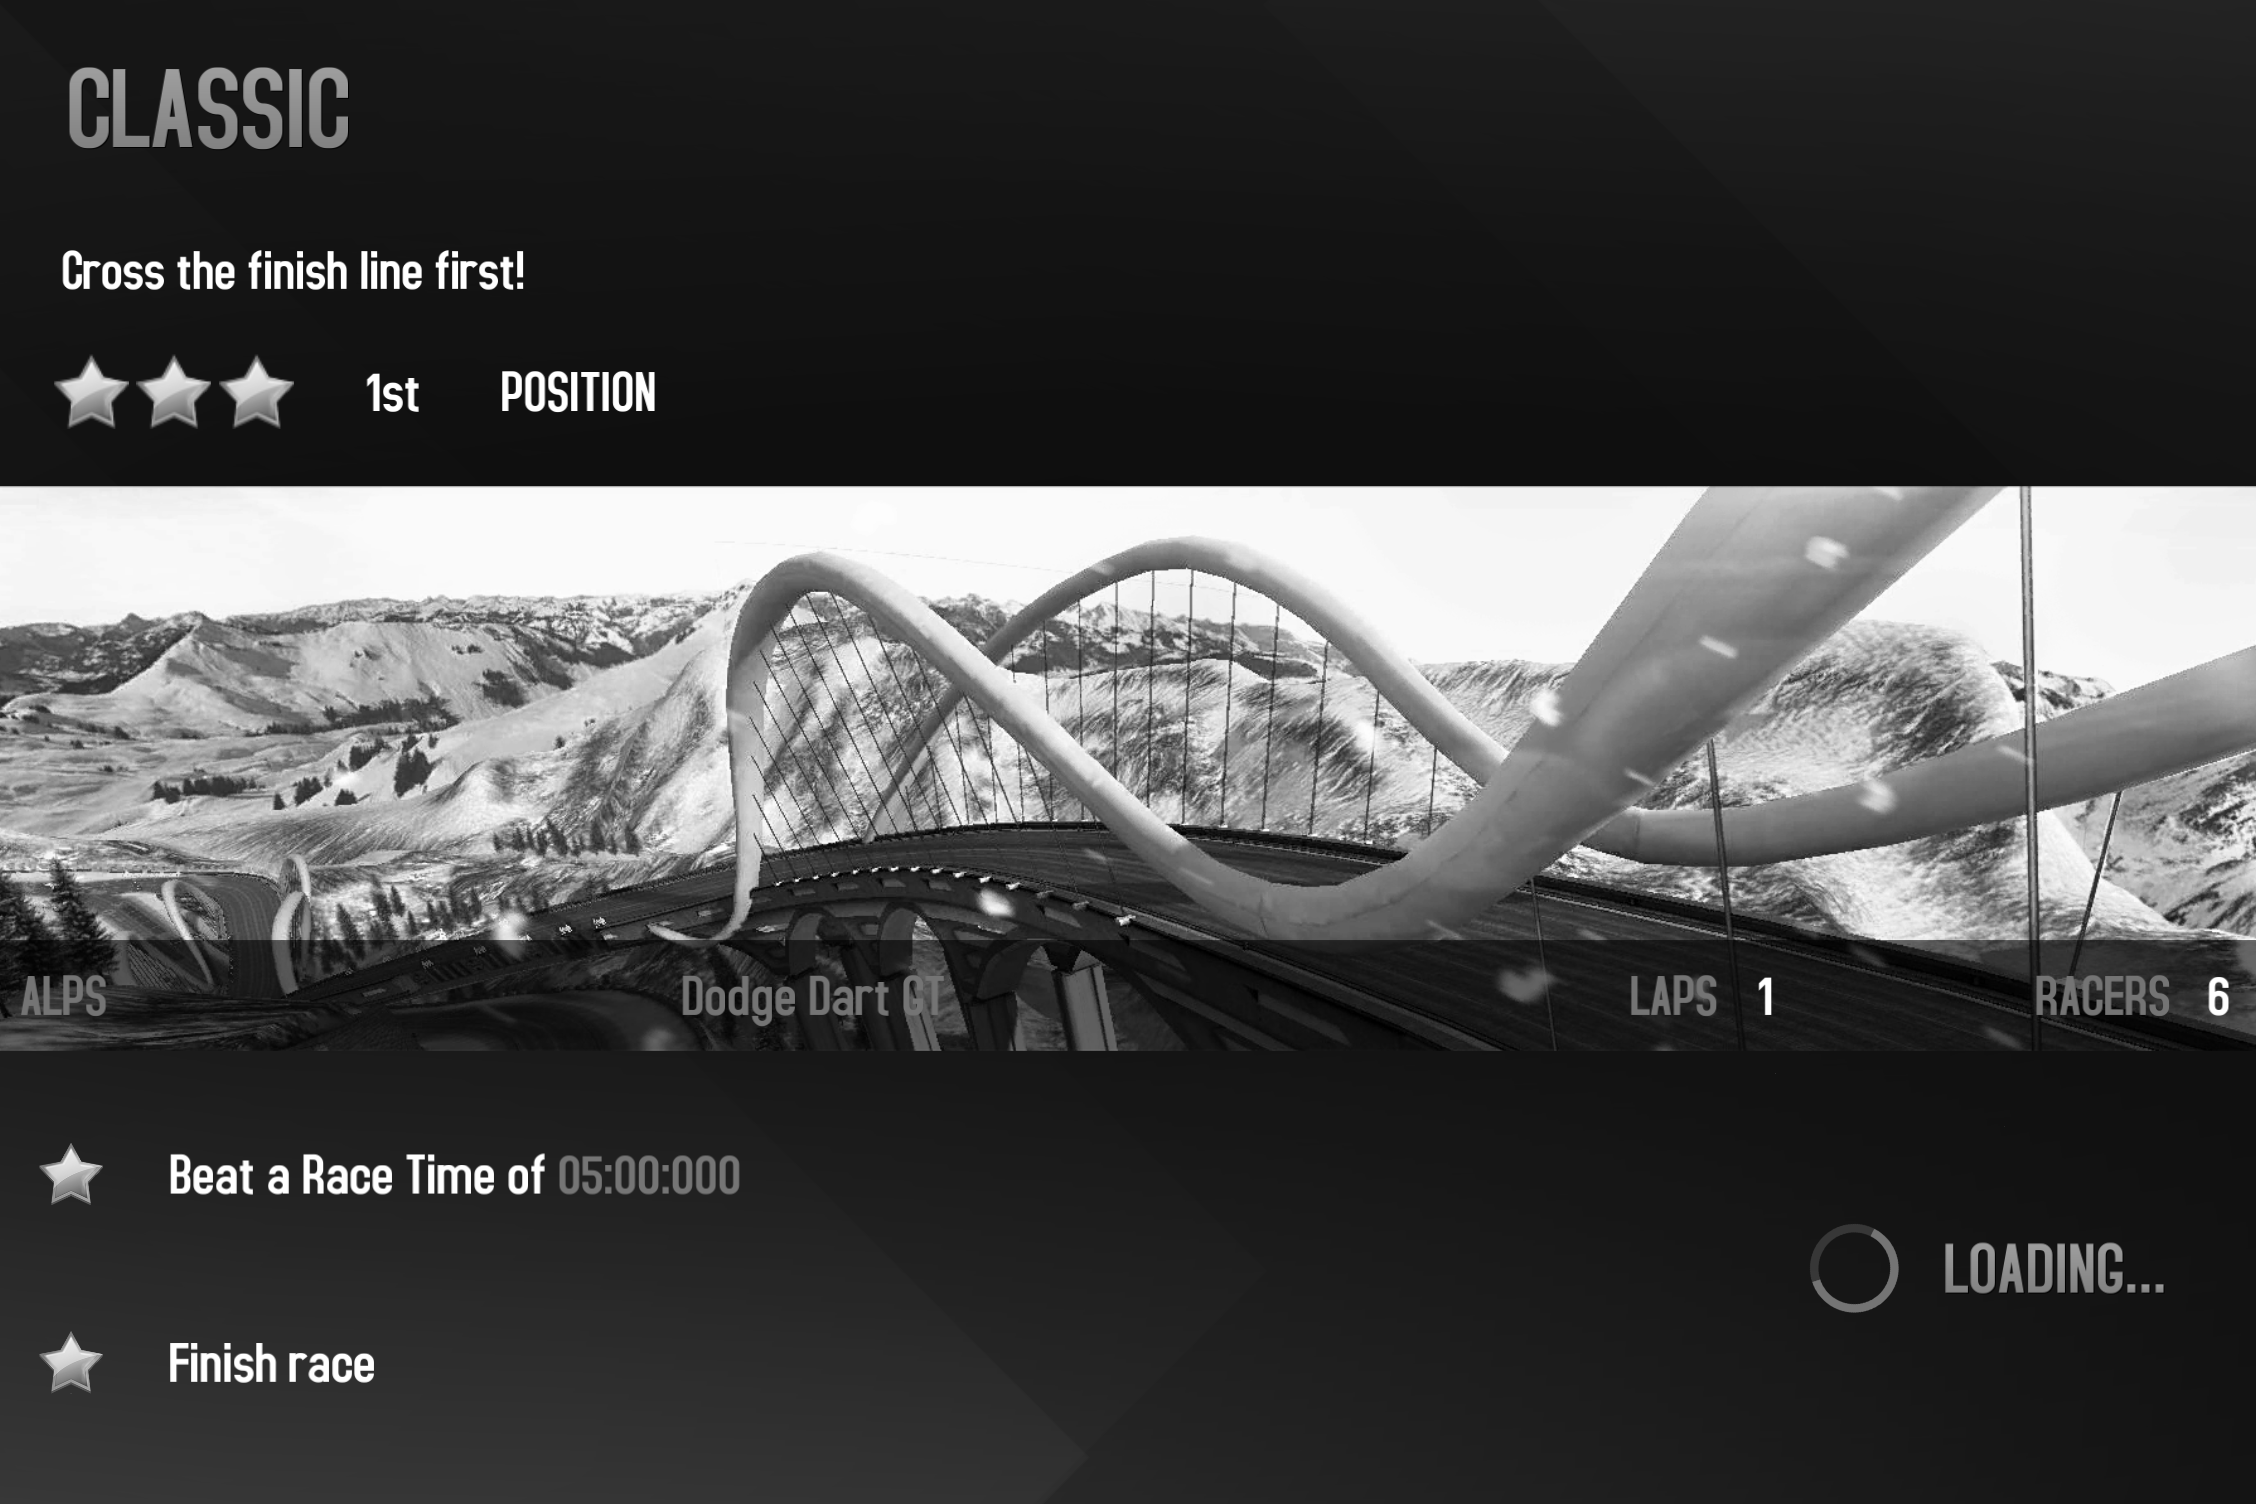 CLASSIC
Cross the finish line first!
1st POSITION
ALPS Dodge Dart GT LAPS 1 RACERS 6
Beat a Race Time of 05:00:000
LOADING...
Finish race